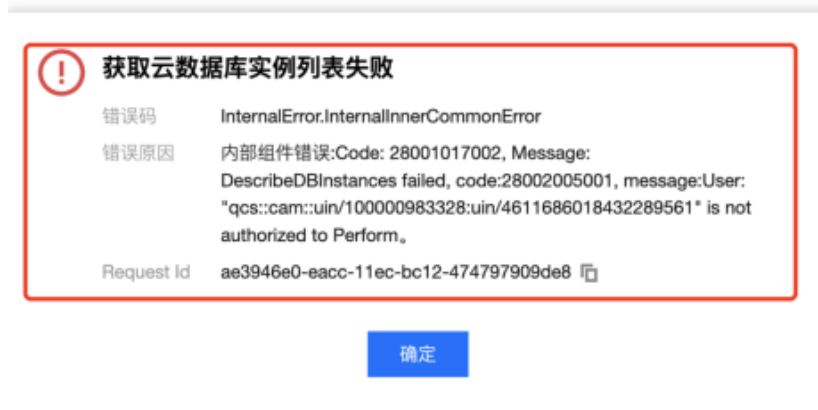 获取云数据库实例列表失败
错误码 InternalError.InternalInnerCommonError
错误原因 内部组件错误:Code: 28001017002, Message:
DescribeDBInstances failed, code:28002005001, message:User:
"qcs::cam::uin/100000983328:uin/4611686018432289561" is not
authorized to Perform。
Request Id ae3946e0-eacc-11ec-bc12-474797909de8
确定